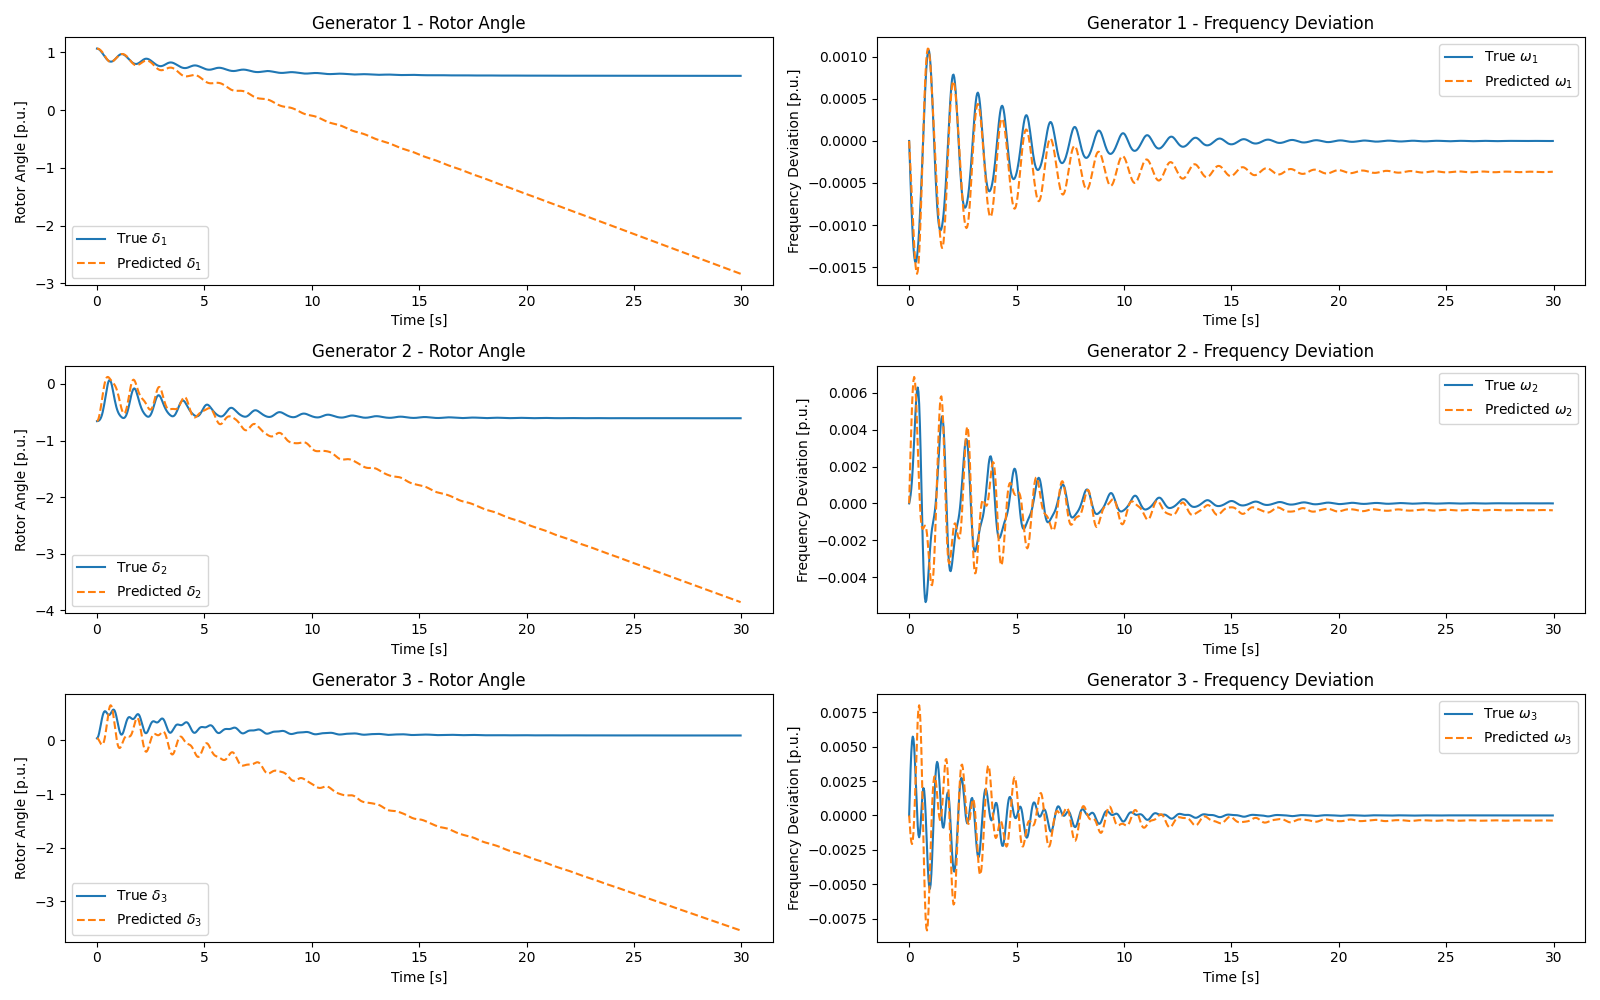 Generator 1 - Rotor Angle
Rotor Angle [p.u.]
1
0
−1
−2
−3
True δ1
Predicted δ1
0 5 10 15 20 25 30
Time [s]
Generator 1 - Frequency Deviation
Frequency Deviation [p.u.]
0.0010
0.0005
0.0000
−0.0005
−0.0010
−0.0015
True ω1
Predicted ω1
0 5 10 15 20 25 30
Time [s]
Generator 2 - Rotor Angle
Rotor Angle [p.u.]
0
−1
−2
−3
−4
True δ2
Predicted δ2
0 5 10 15 20 25 30
Time [s]
Generator 2 - Frequency Deviation
Frequency Deviation [p.u.]
0.006
0.004
0.002
0.000
−0.002
−0.004
True ω2
Predicted ω2
0 5 10 15 20 25 30
Time [s]
Generator 3 - Rotor Angle
Rotor Angle [p.u.]
0
−1
−2
−3
True δ3
Predicted δ3
0 5 10 15 20 25 30
Time [s]
Generator 3 - Frequency Deviation
Frequency Deviation [p.u.]
0.0075
0.0050
0.0025
0.0000
−0.0025
−0.0050
−0.0075
True ω3
Predicted ω3
0 5 10 15 20 25 30
Time [s]